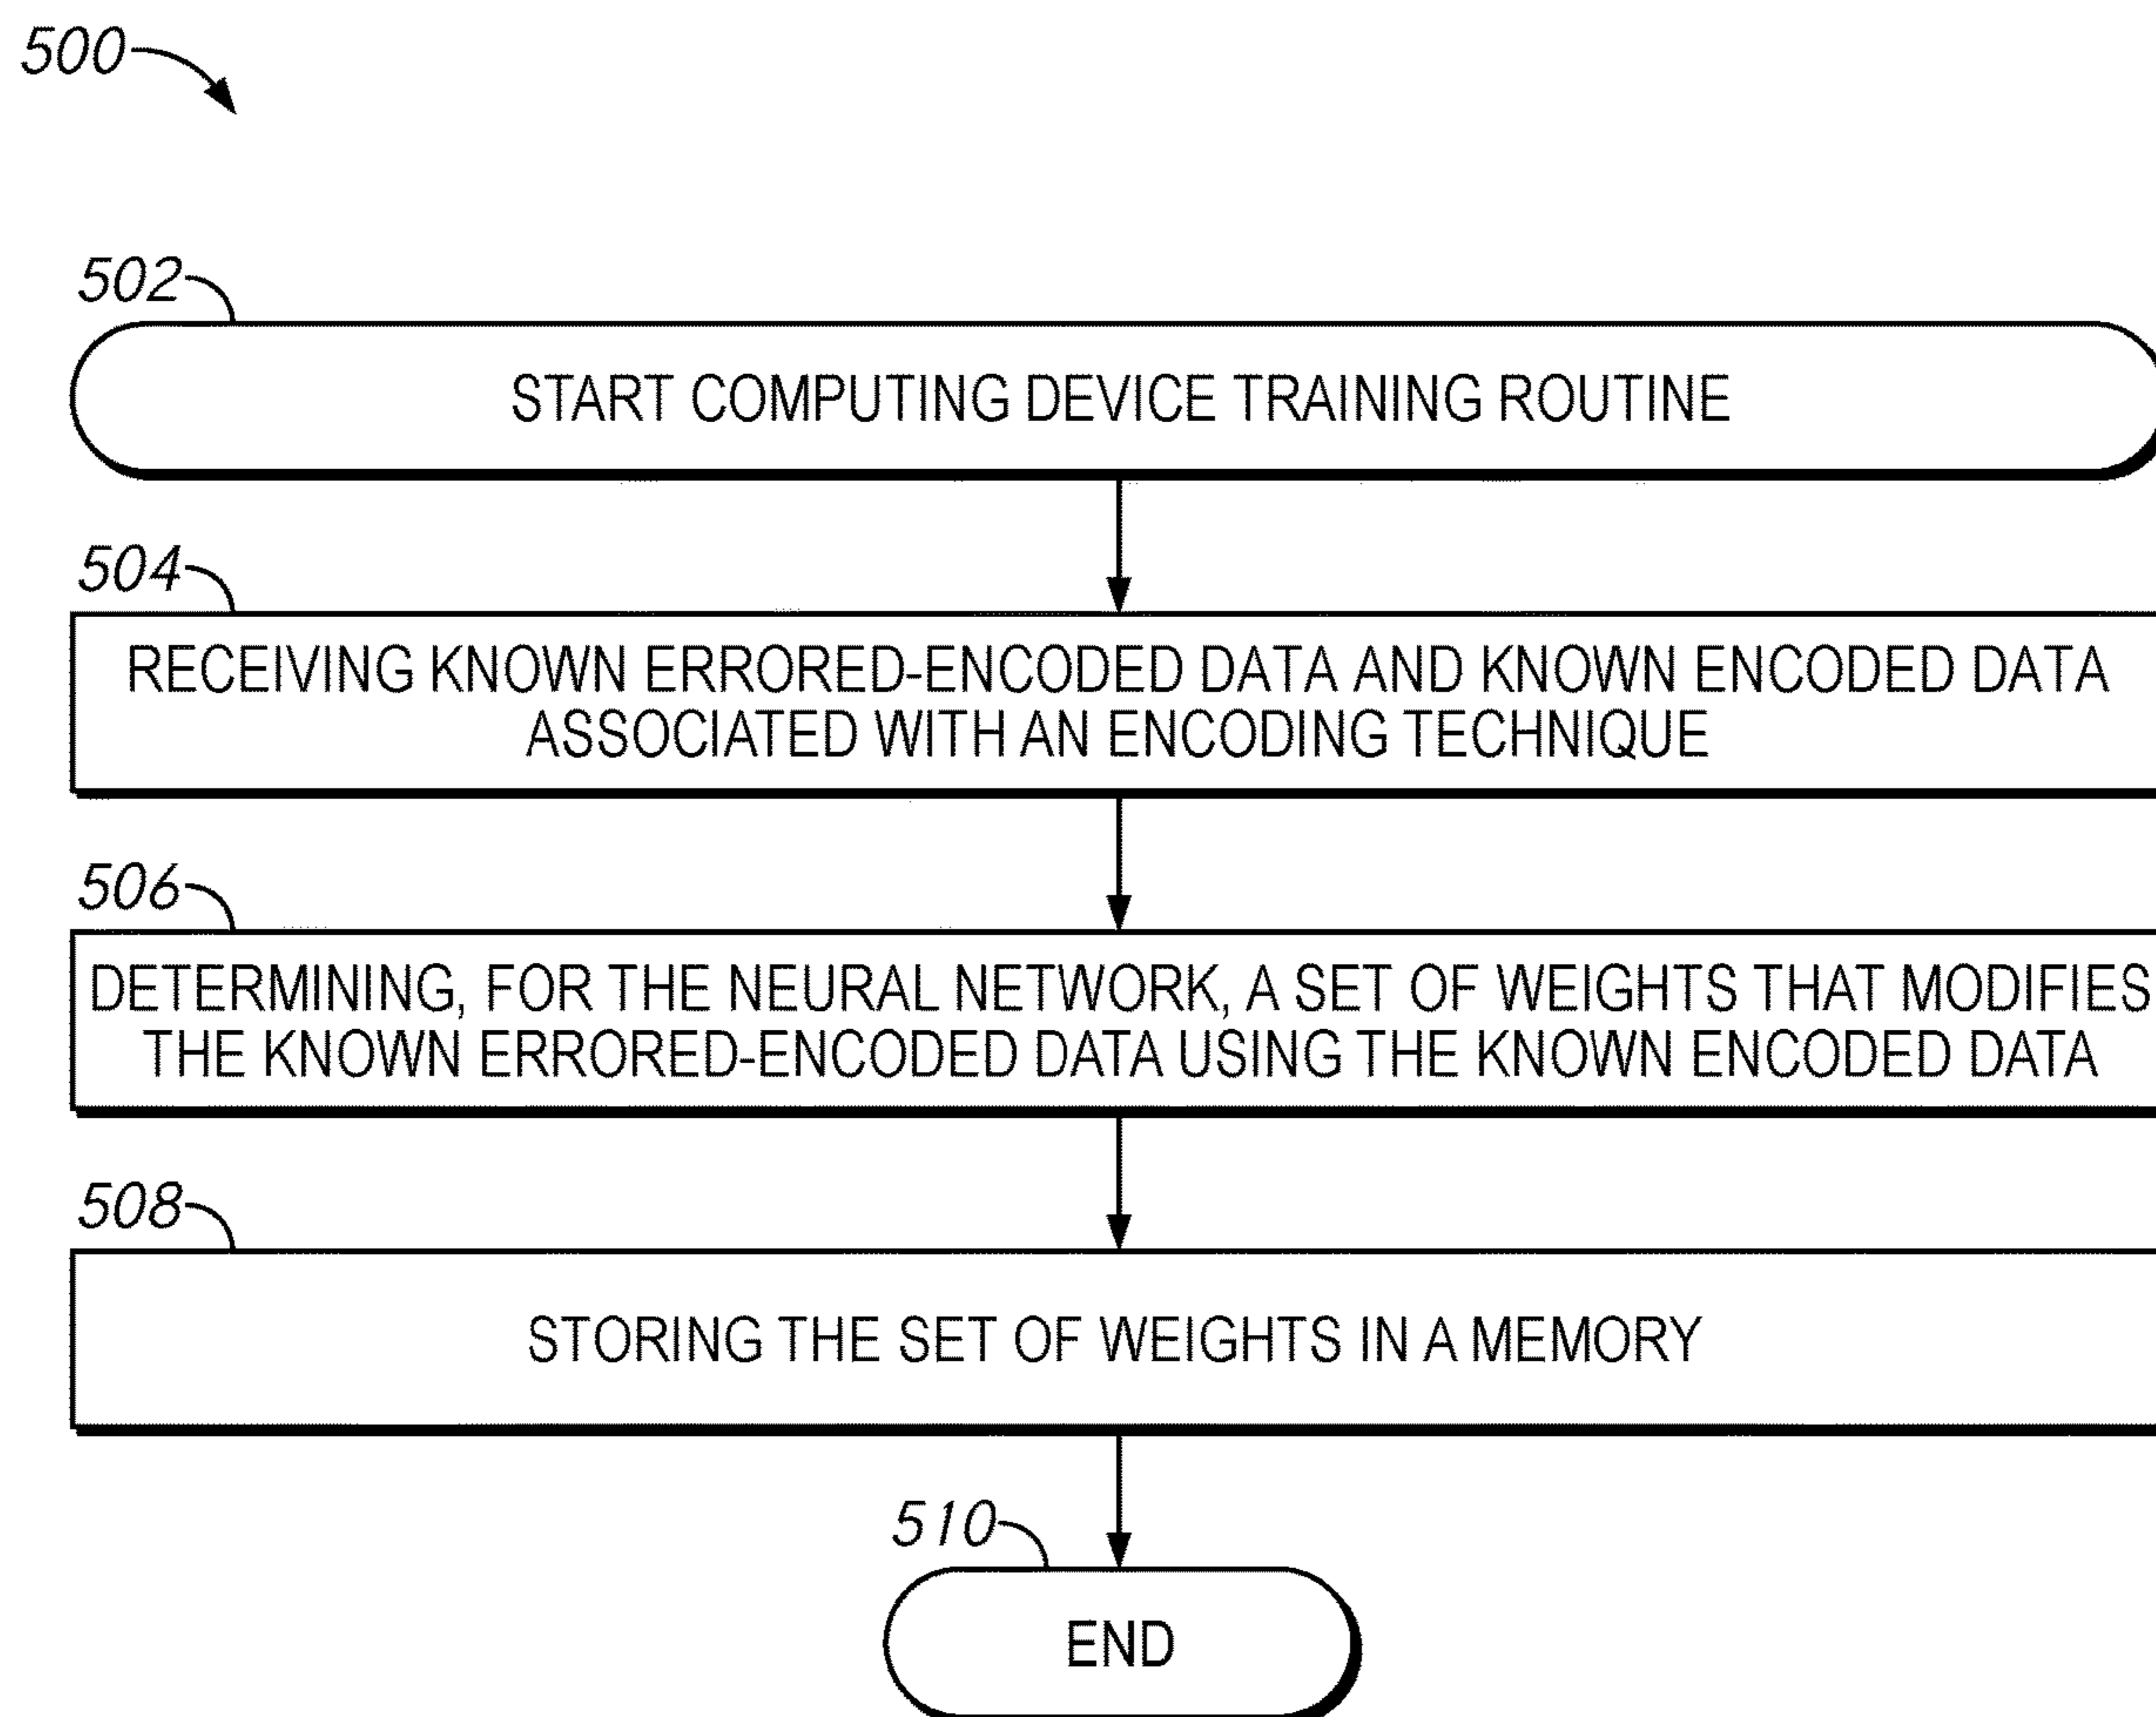 500
502
START COMPUTING DEVICE TRAINING ROUTINE
504
RECEIVING KNOWN ERRORED-ENCODED DATA AND KNOWN ENCODED DATA
ASSOCIATED WITH AN ENCODING TECHNIQUE
506
DETERMINING, FOR THE NEURAL NETWORK, A SET OF WEIGHTS THAT MODIFIES
THE KNOWN ERRORED-ENCODED DATA USING THE KNOWN ENCODED DATA
508
STORING THE SET OF WEIGHTS IN A MEMORY
510
END